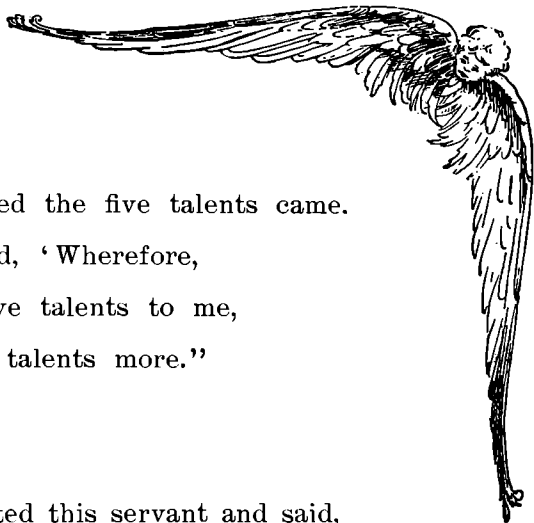 ed the five talents came.
d, ‘Wherefore,
ve talents to me,
talents more.”
ted this servant and said,